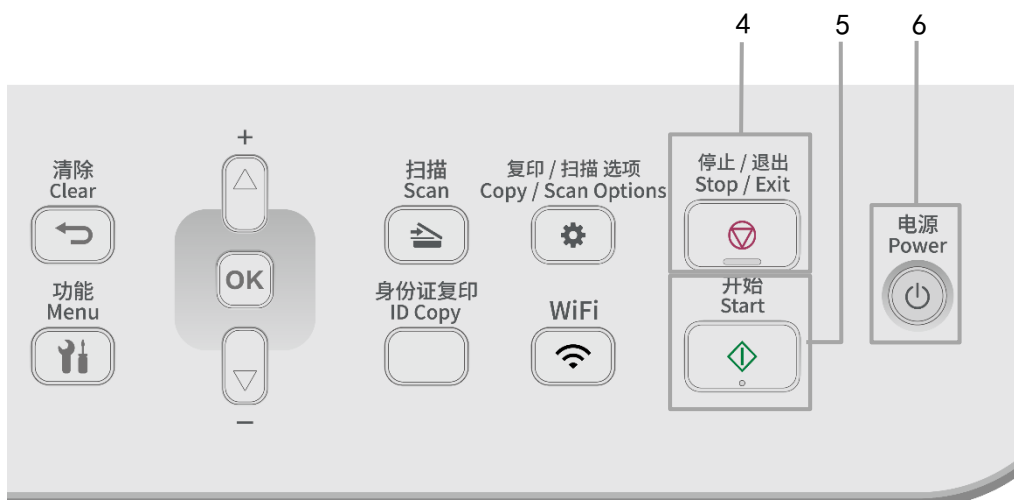 4 5 6
+
清除
Clear
扫描
Scan
复印 / 扫描 选项
Copy / Scan Options
停止 / 退出
Stop / Exit
电源
Power
OK
功能
Menu
身份证复印
ID Copy
WiFi
开始
Start
−